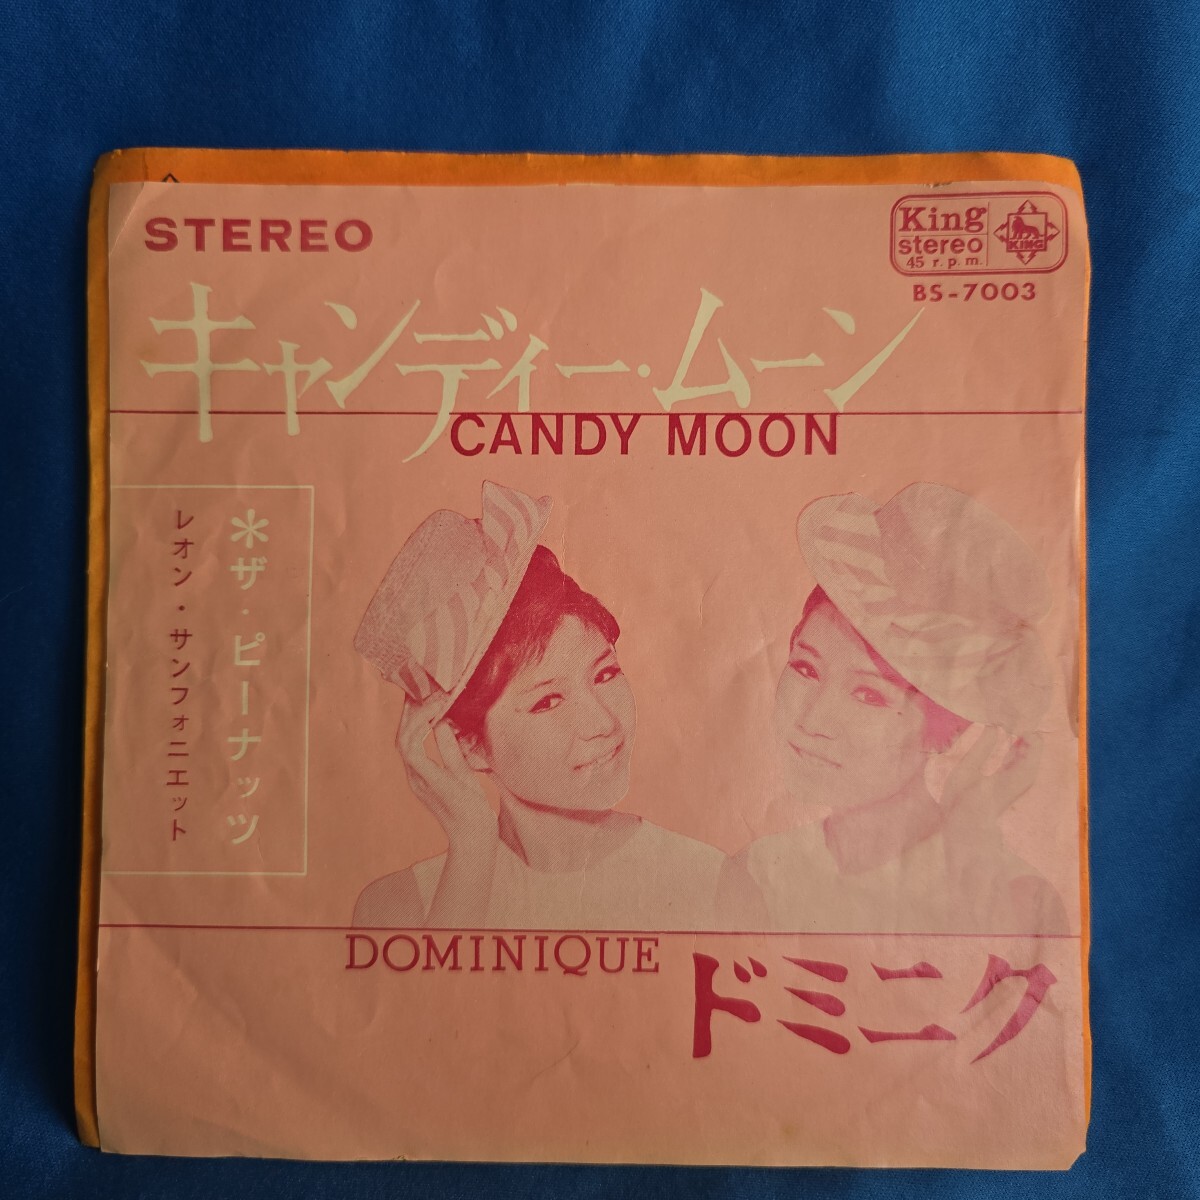 STEREO
King
stereo
45 r.p.m.
KING
BS-7003
キャンディー・ムーン
CANDY MOON
＊ザ・ピーナッツ
レオン・サンフォニエット
DOMINIQUE
ドミニク